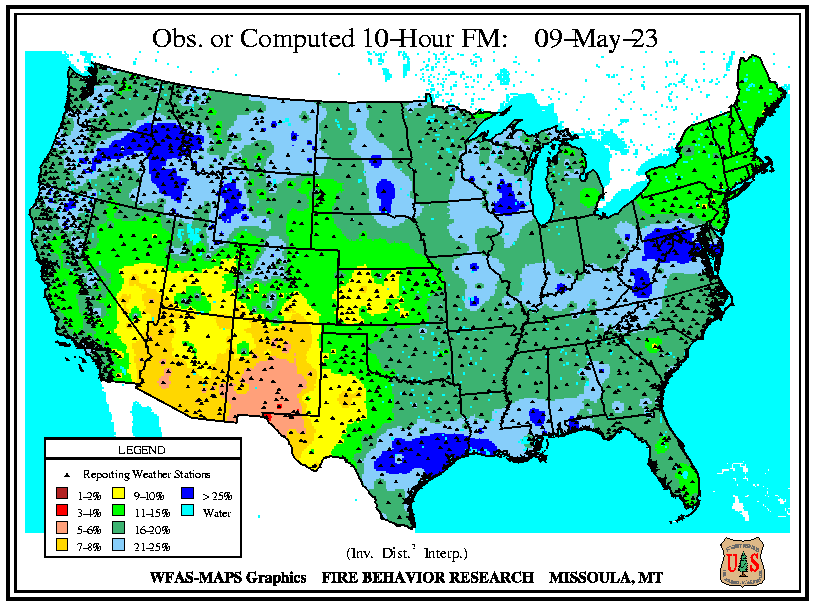 Obs. or Computed 10-Hour FM: 09-May-23
LEGEND
Reporting Weather Stations
1-2% 9-10% > 25%
3-4% 11-15% Water
5-6% 16-20%
7-8% 21-25%
(Inv. Dist.² Interp.)
WFAS-MAPS Graphics FIRE BEHAVIOR RESEARCH MISSOULA, MT
U S